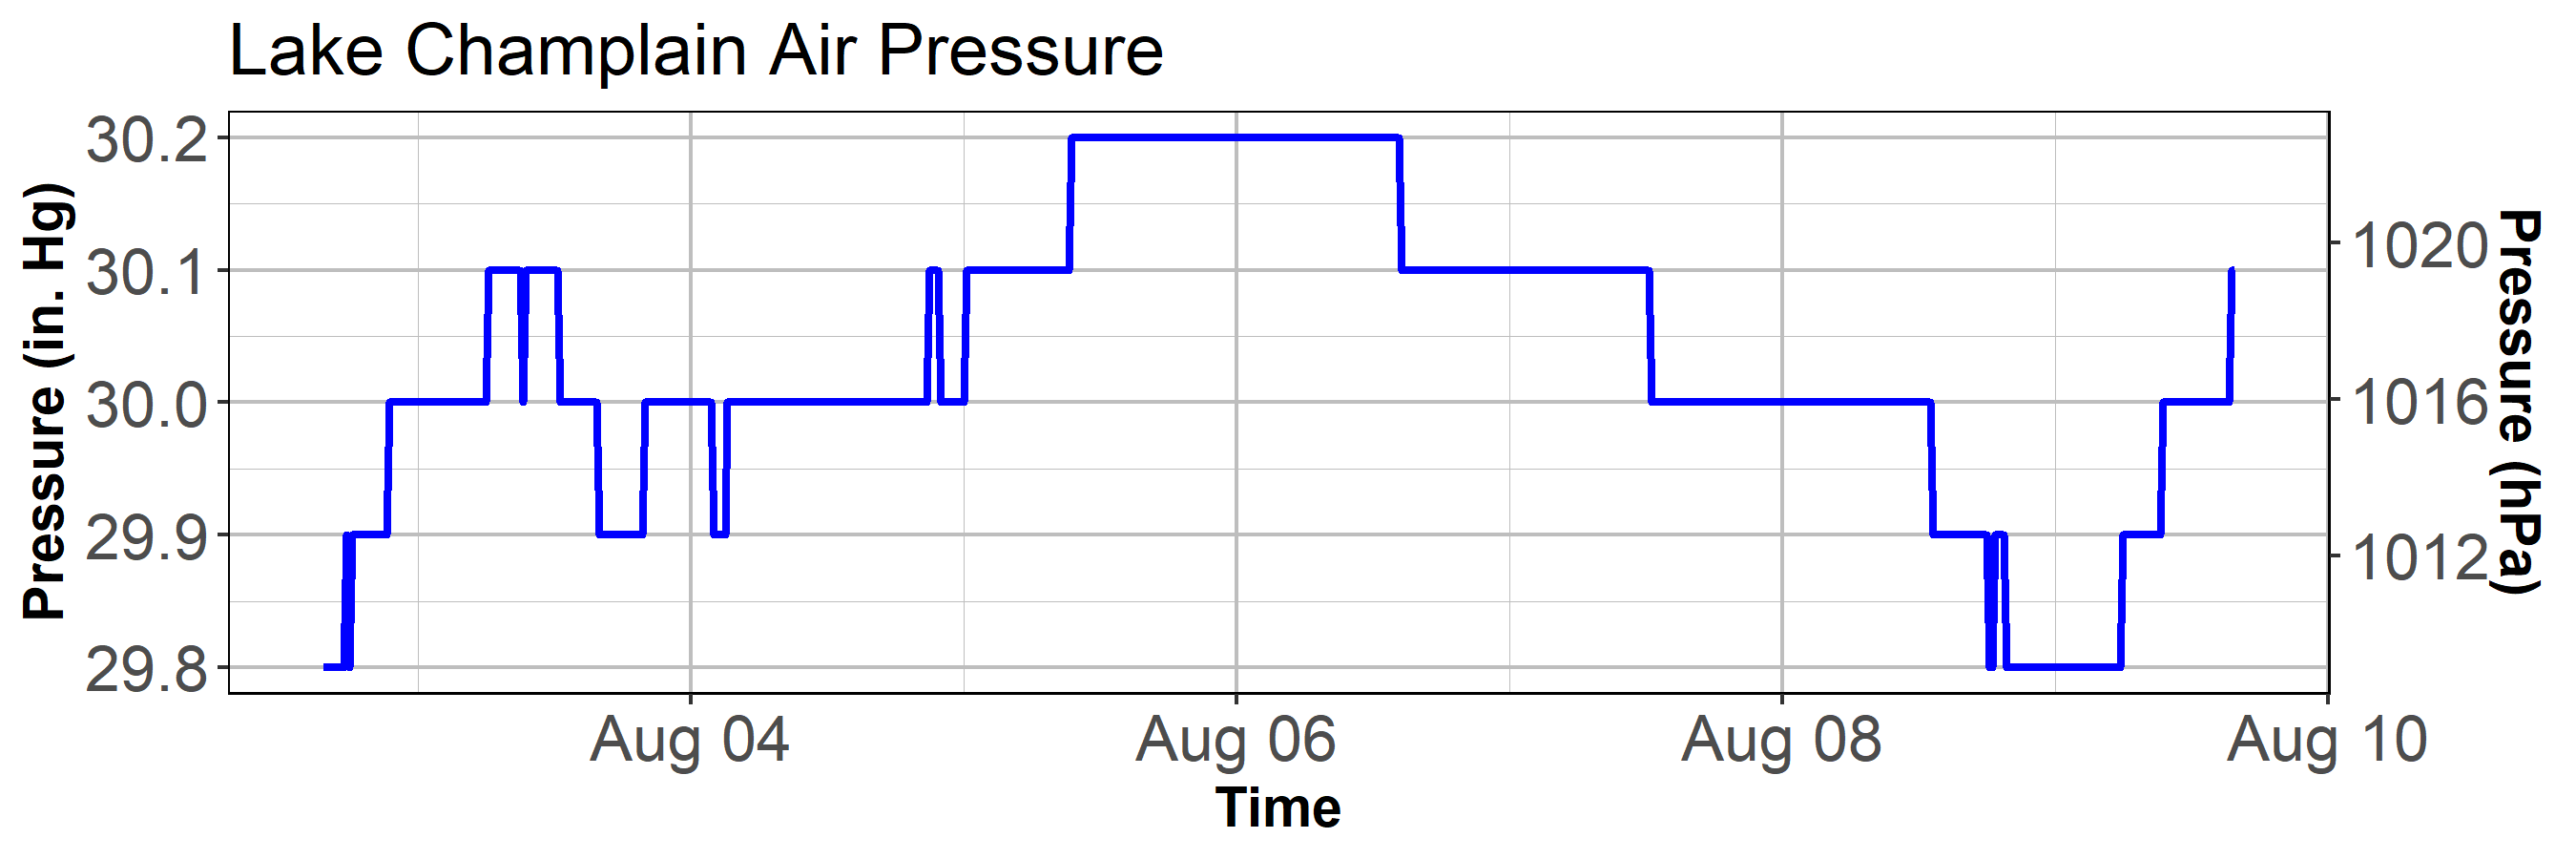 Lake Champlain Air Pressure
30.2
30.1
30.0
29.9
29.8
Pressure (in. Hg)
1020
1016
1012
Pressure (hPa)
Aug 04 Aug 06 Aug 08 Aug 10
Time